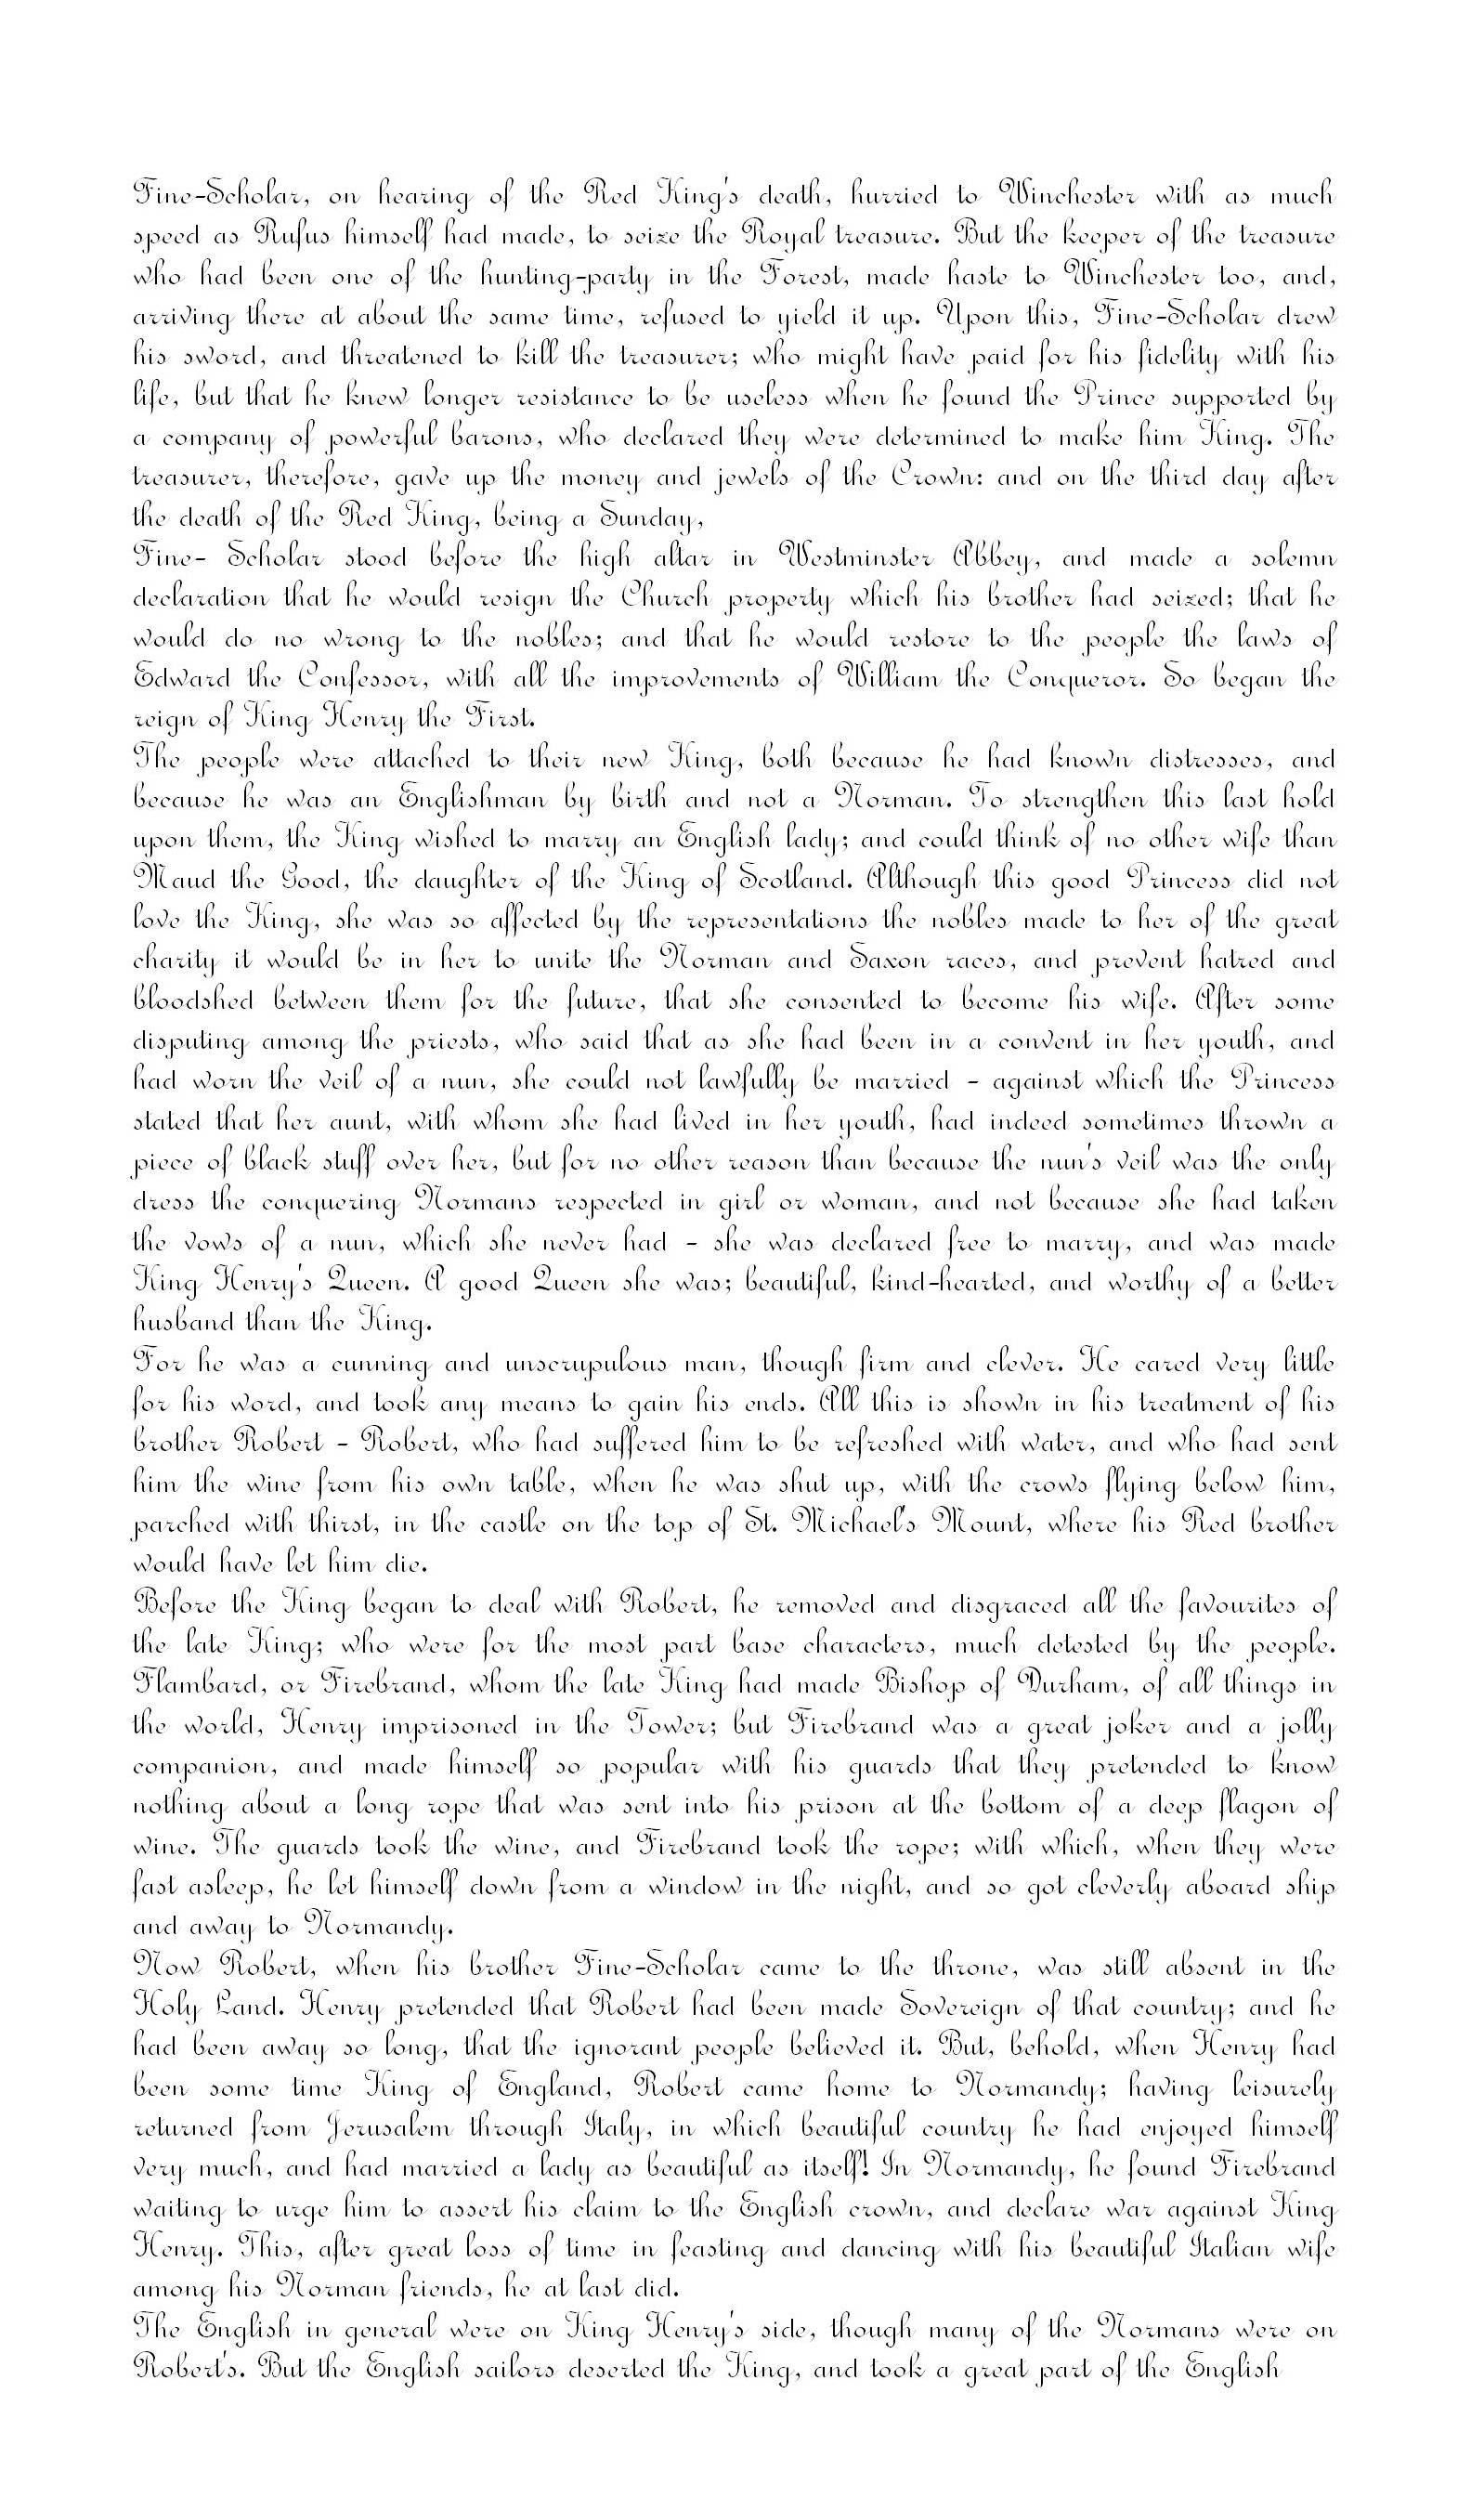 Fine-Scholar, on hearing of the Red King's death, hurried to Winchester with as much
speed as Rufus himself had made, to seize the Royal treasure. But the keeper of the treasure
who had been one of the hunting-party in the Forest, made haste to Winchester too, and,
arriving there at about the same time, refused to yield it up. Upon this, Fine-Scholar drew
his sword, and threatened to kill the treasurer; who might have paid for his fidelity with his
life, but that he knew longer resistance to be useless when he found the Prince supported by
a company of powerful barons, who declared they were determined to make him King. The
treasurer, therefore, gave up the money and jewels of the Crown: and on the third day after
the death of the Red King, being a Sunday,
Fine- Scholar stood before the high altar in Westminster Abbey, and made a solemn
declaration that he would resign the Church property which his brother had seized; that he
would do no wrong to the nobles; and that he would restore to the people the laws of
Edward the Confessor, with all the improvements of William the Conqueror. So began the
reign of King Henry the First.
The people were attached to their new King, both because he had known distresses, and
because he was an Englishman by birth and not a Norman. To strengthen this last hold
upon them, the King wished to marry an English lady; and could think of no other wife than
Maud the Good, the daughter of the King of Scotland. Although this good Princess did not
love the King, she was so affected by the representations the nobles made to her of the great
charity it would be in her to unite the Norman and Saxon races, and prevent hatred and
bloodshed between them for the future, that she consented to become his wife. After some
disputing among the priests, who said that as she had been in a convent in her youth, and
had worn the veil of a nun, she could not lawfully be married - against which the Princess
stated that her aunt, with whom she had lived in her youth, had indeed sometimes thrown a
piece of black stuff over her, but for no other reason than because the nun's veil was the only
dress the conquering Normans respected in girl or woman, and not because she had taken
the vows of a nun, which she never had - she was declared free to marry, and was made
King Henry's Queen. A good Queen she was; beautiful, kind-hearted, and worthy of a better
husband than the King.
For he was a cunning and unscrupulous man, though firm and clever. He cared very little
for his word, and took any means to gain his ends. All this is shown in his treatment of his
brother Robert - Robert, who had suffered him to be refreshed with water, and who had sent
him the wine from his own table, when he was shut up, with the crows flying below him,
parched with thirst, in the castle on the top of St. Michael's Mount, where his Red brother
would have let him die.
Before the King began to deal with Robert, he removed and disgraced all the favourites of
the late King; who were for the most part base characters, much detested by the people.
Flambard, or Firebrand, whom the late King had made Bishop of Durham, of all things in
the world, Henry imprisoned in the Tower; but Firebrand was a great joker and a jolly
companion, and made himself so popular with his guards that they pretended to know
nothing about a long rope that was sent into his prison at the bottom of a deep flagon of
wine. The guards took the wine, and Firebrand took the rope; with which, when they were
fast asleep, he let himself down from a window in the night, and so got cleverly aboard ship
and away to Normandy.
Now Robert, when his brother Fine-Scholar came to the throne, was still absent in the
Holy Land. Henry pretended that Robert had been made Sovereign of that country; and he
had been away so long, that the ignorant people believed it. But, behold, when Henry had
been some time King of England, Robert came home to Normandy; having leisurely
returned from Jerusalem through Italy, in which beautiful country he had enjoyed himself
very much, and had married a lady as beautiful as itself! In Normandy, he found Firebrand
waiting to urge him to assert his claim to the English crown, and declare war against King
Henry. This, after great loss of time in feasting and dancing with his beautiful Italian wife
among his Norman friends, he at last did.
The English in general were on King Henry's side, though many of the Normans were on
Robert's. But the English sailors deserted the King, and took a great part of the English